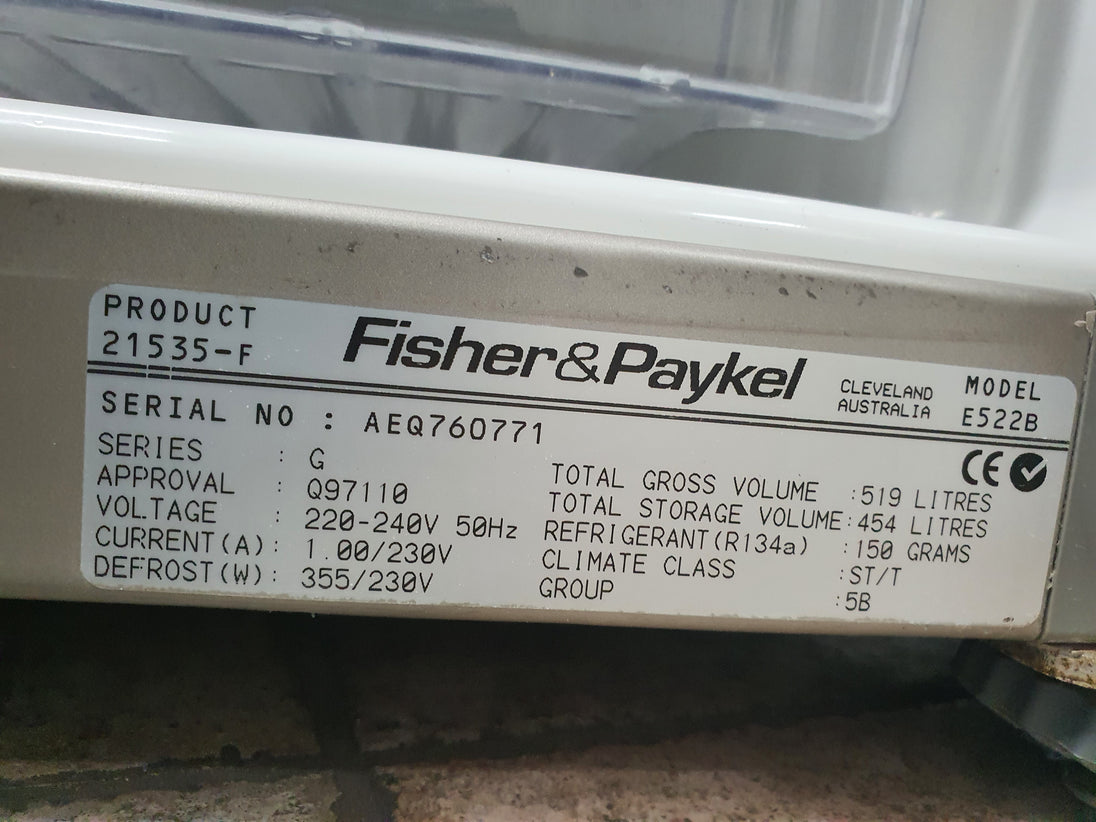 PRODUCT
21535-F
Fisher&Paykel
CLEVELAND
AUSTRALIA
MODEL
E522B
SERIAL NO : AEQ760771
SERIES : G
APPROVAL : Q97110
VOLTAGE : 220-240V 50Hz
CURRENT(A): 1.00/230V
DEFROST(W): 355/230V
CE
TOTAL GROSS VOLUME :519 LITRES
TOTAL STORAGE VOLUME:454 LITRES
REFRIGERANT(R134a) :150 GRAMS
CLIMATE CLASS :ST/T
GROUP :5B